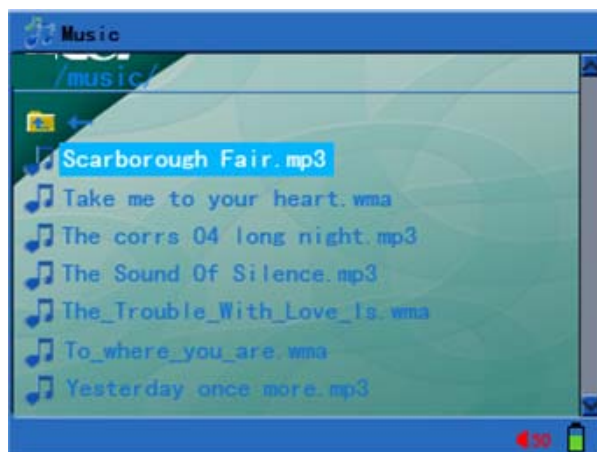 Music
/music/
Scarborough Fair.mp3
Take me to your heart.wma
The corrs 04 long night.mp3
The Sound Of Silence.mp3
The_Trouble_With_Love_Is.wma
To_where_you_are.wma
Yesterday once more.mp3
30